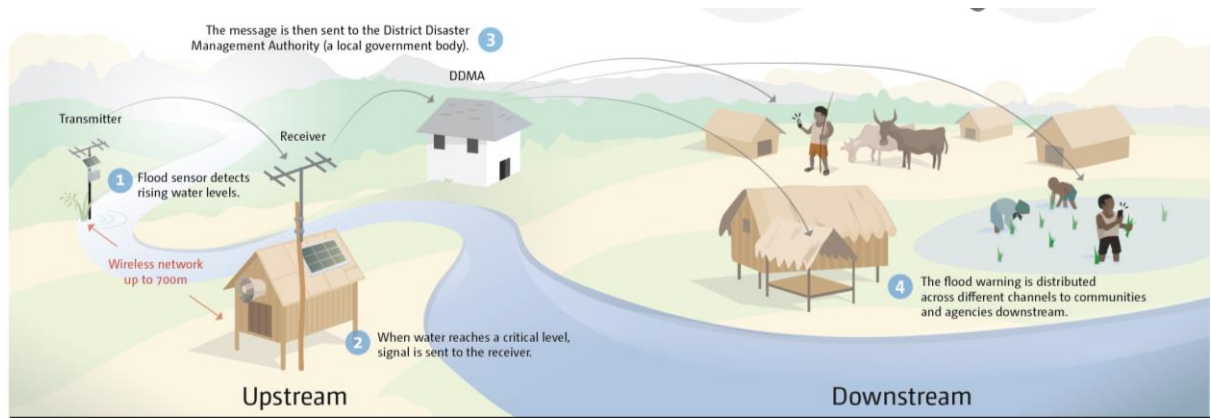 The message is then sent to the District Disaster
Management Authority (a local government body).
3
DDMA
Transmitter
Receiver
1
Flood sensor detects
rising water levels.
Wireless network
up to 700m
2
When water reaches a critical level,
signal is sent to the receiver.
4
The flood warning is distributed
across different channels to communities
and agencies downstream.
Upstream
Downstream